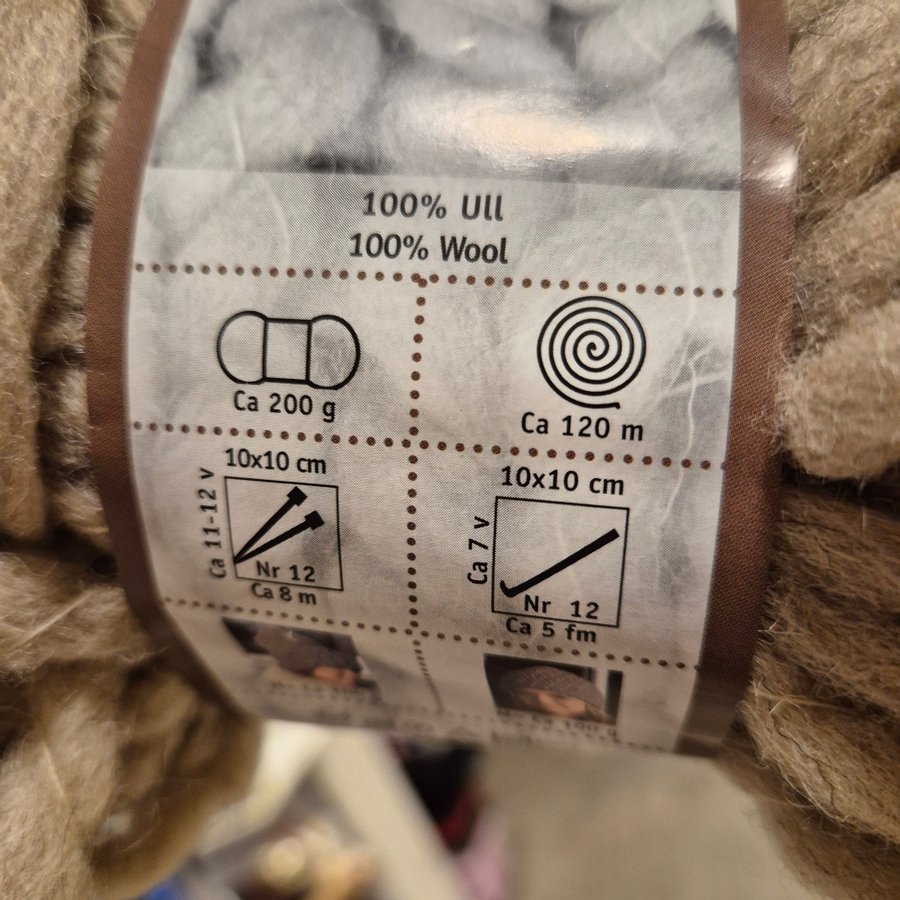 100% Ull
100% Wool
Ca 200 g
Ca 120 m
10x10 cm
Ca 11-12 v
Nr 12
Ca 8 m
10x10 cm
Ca 7 v
Nr 12
Ca 5 fm